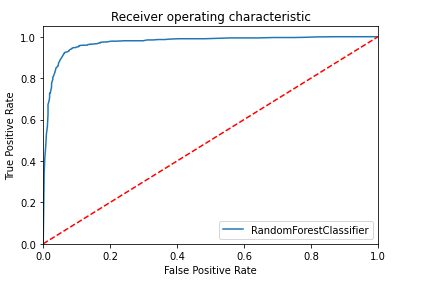 Receiver operating characteristic
1.0
0.8
0.6
0.4
0.2
0.0
True Positive Rate
RandomForestClassifier
0.0 0.2 0.4 0.6 0.8 1.0
False Positive Rate